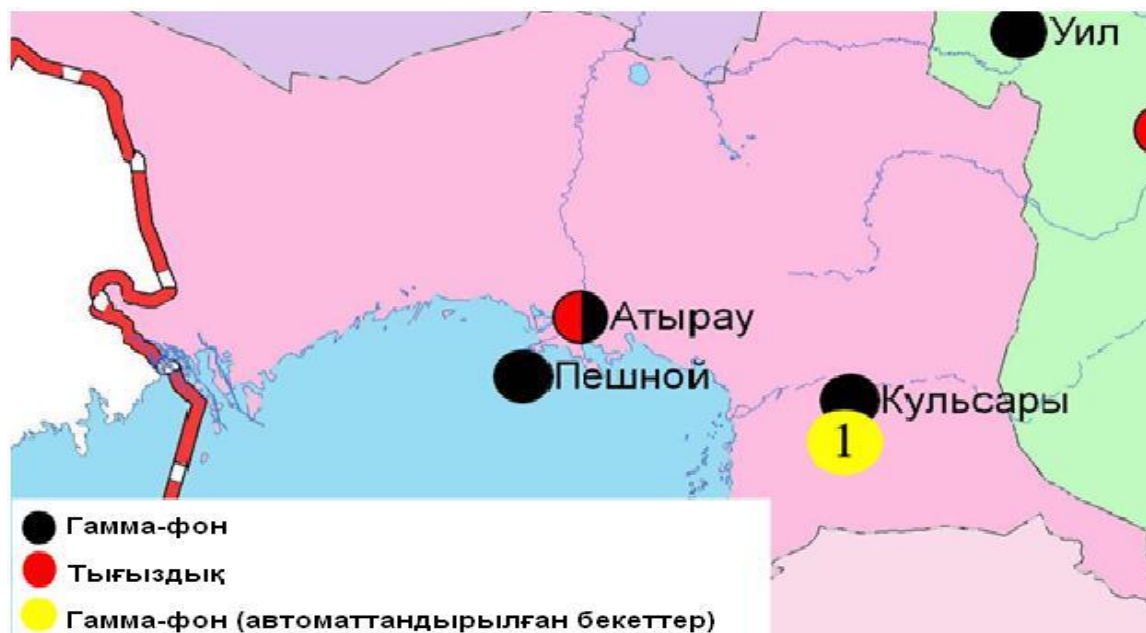 Уил
Атырау
Пешной
Кульсары
1
Гамма-фон
Тығыздық
Гамма-фон (автоматтандырылған бекеттер)